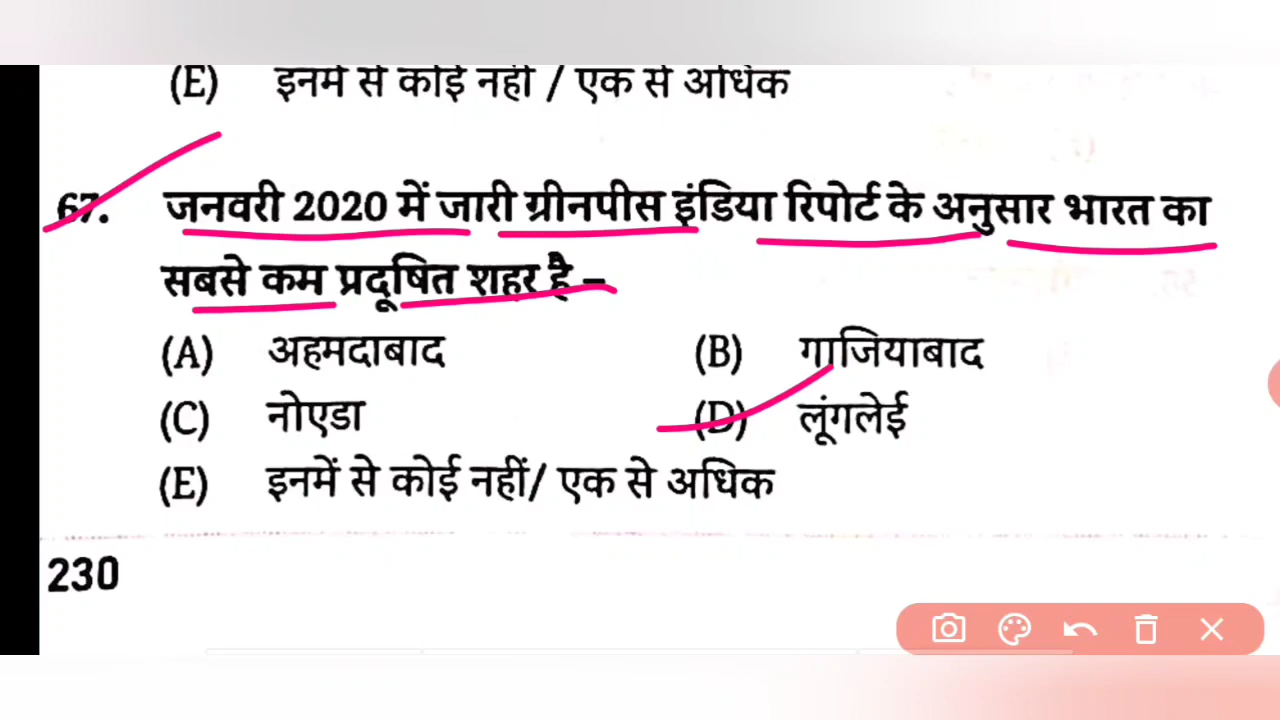 (E) इनमें से कोई नहीं / एक से अधिक
67. जनवरी 2020 में जारी ग्रीनपीस इंडिया रिपोर्ट के अनुसार भारत का
सबसे कम प्रदूषित शहर है –
(A) अहमदाबाद (B) गाजियाबाद
(C) नोएडा (D) लूंगलेई
(E) इनमें से कोई नहीं/ एक से अधिक
230